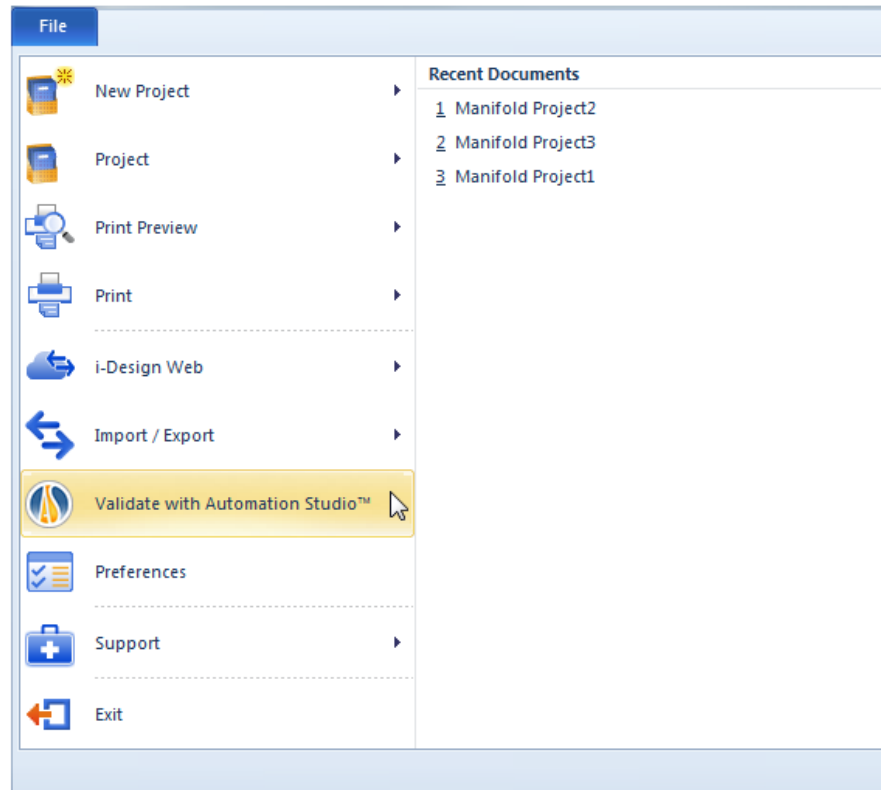 File
New Project
Project
Print Preview
Print
i-Design Web
Import / Export
Validate with Automation Studio™
Preferences
Support
Exit
Recent Documents
1 Manifold Project2
2 Manifold Project3
3 Manifold Project1